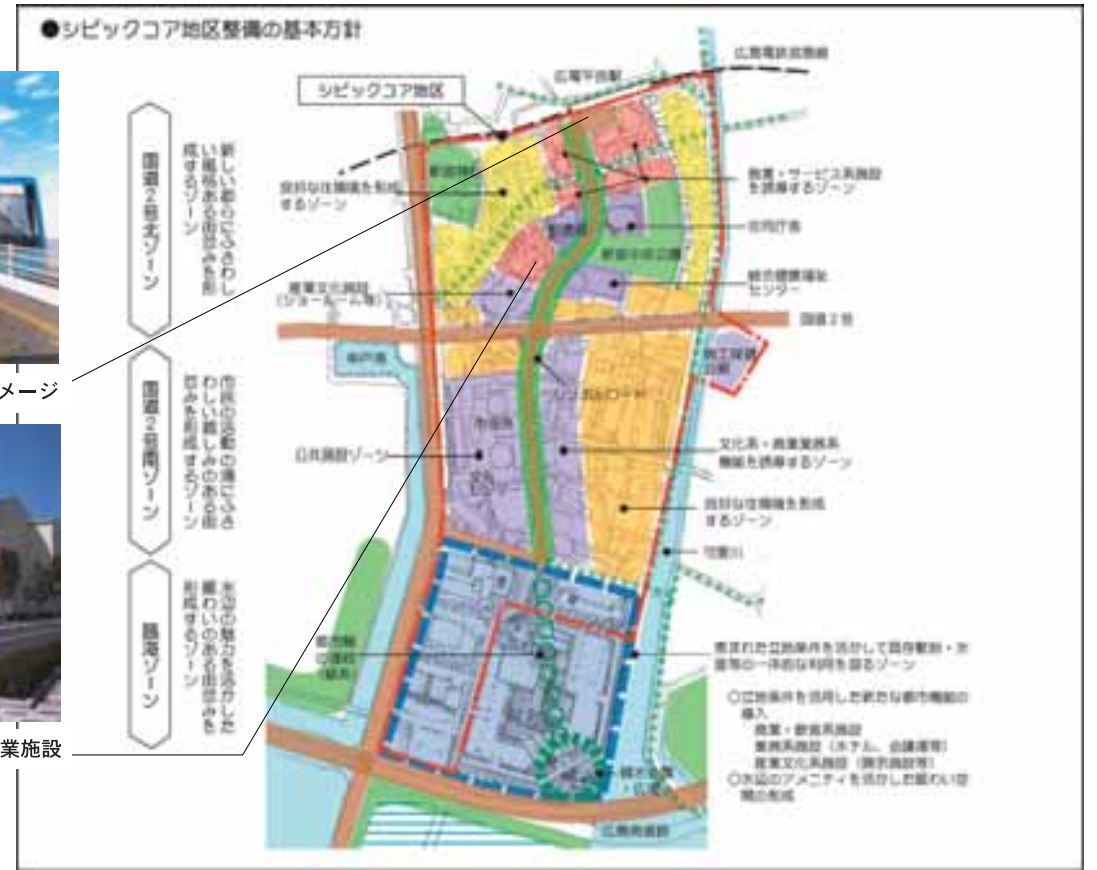 ●シビックコア地区整備の基本方針
シビックコア地区
広電平良駅
国道2号北ゾーン
新しい都心にふさわし
い風格ある街並みを形
成するゾーン
良好な住環境を形成
するゾーン
商業・サービス系施設
を誘導するゾーン
合同庁舎
総合健康福祉
センター
産業文化施設
(ショールーム等)
国道2号
メージ
国道2号南ゾーン
市民の活動の場にふさ
わしい親しみのある街
並みを形成するゾーン
シンボルロード
市役所
公共施設ゾーン
文化系・商業業務系
機能を誘導するゾーン
良好な住環境を形成
するゾーン
可愛川
臨海ゾーン
水辺の魅力を活かした
賑わいのある街並みを
形成するゾーン
業施設
恵まれた立地条件を活かして既存敷地・水
面等の一体的な利用を図るゾーン
○立地条件を活用した新たな都市機能の
導入
商業・飲食系施設
業務系施設(ホテル、会議場等)
産業文化系施設(展示施設等)
○水辺のアメニティを活かした賑わい空
間の形成